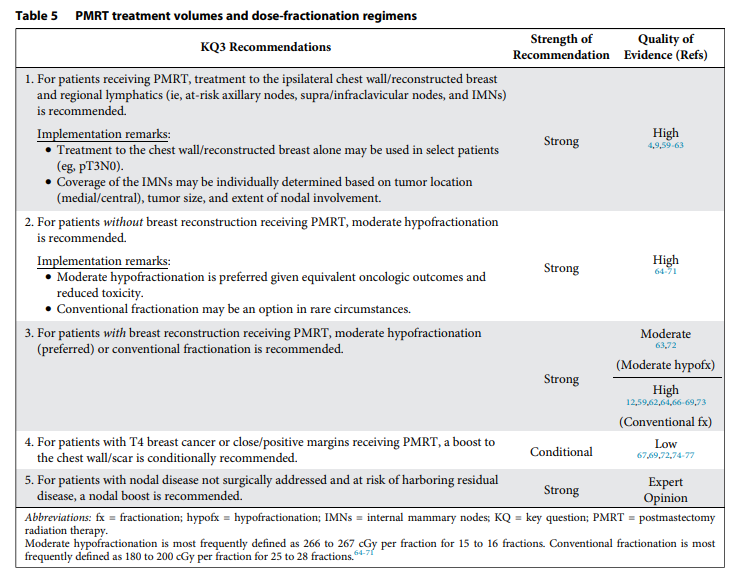 Table 5 PMRT treatment volumes and dose-fractionation regimens
KQ3 Recommendations
Strength of
Recommendation
Quality of
Evidence (Refs)
1. For patients receiving PMRT, treatment to the ipsilateral chest wall/reconstructed breast
and regional lymphatics (ie, at-risk axillary nodes, supra/infraclavicular nodes, and IMNs)
is recommended.
Implementation remarks:
• Treatment to the chest wall/reconstructed breast alone may be used in select patients
(eg, pT3N0).
• Coverage of the IMNs may be individually determined based on tumor location
(medial/central), tumor size, and extent of nodal involvement.
Strong
High
4,9,59-63
2. For patients without breast reconstruction receiving PMRT, moderate hypofractionation
is recommended.
Implementation remarks:
• Moderate hypofractionation is preferred given equivalent oncologic outcomes and
reduced toxicity.
• Conventional fractionation may be an option in rare circumstances.
Strong
High
64-71
3. For patients with breast reconstruction receiving PMRT, moderate hypofractionation
(preferred) or conventional fractionation is recommended.
Strong
Moderate
63,72
(Moderate hypofx)
High
12,59,62,64,66-69,73
(Conventional fx)
4. For patients with T4 breast cancer or close/positive margins receiving PMRT, a boost to
the chest wall/scar is conditionally recommended.
Conditional
Low
67,69,72,74-77
5. For patients with nodal disease not surgically addressed and at risk of harboring residual
disease, a nodal boost is recommended.
Strong
Expert
Opinion
Abbreviations: fx = fractionation; hypofx = hypofractionation; IMNs = internal mammary nodes; KQ = key question; PMRT = postmastectomy
radiation therapy.
Moderate hypofractionation is most frequently defined as 266 to 267 cGy per fraction for 15 to 16 fractions. Conventional fractionation is most
frequently defined as 180 to 200 cGy per fraction for 25 to 28 fractions.64-71